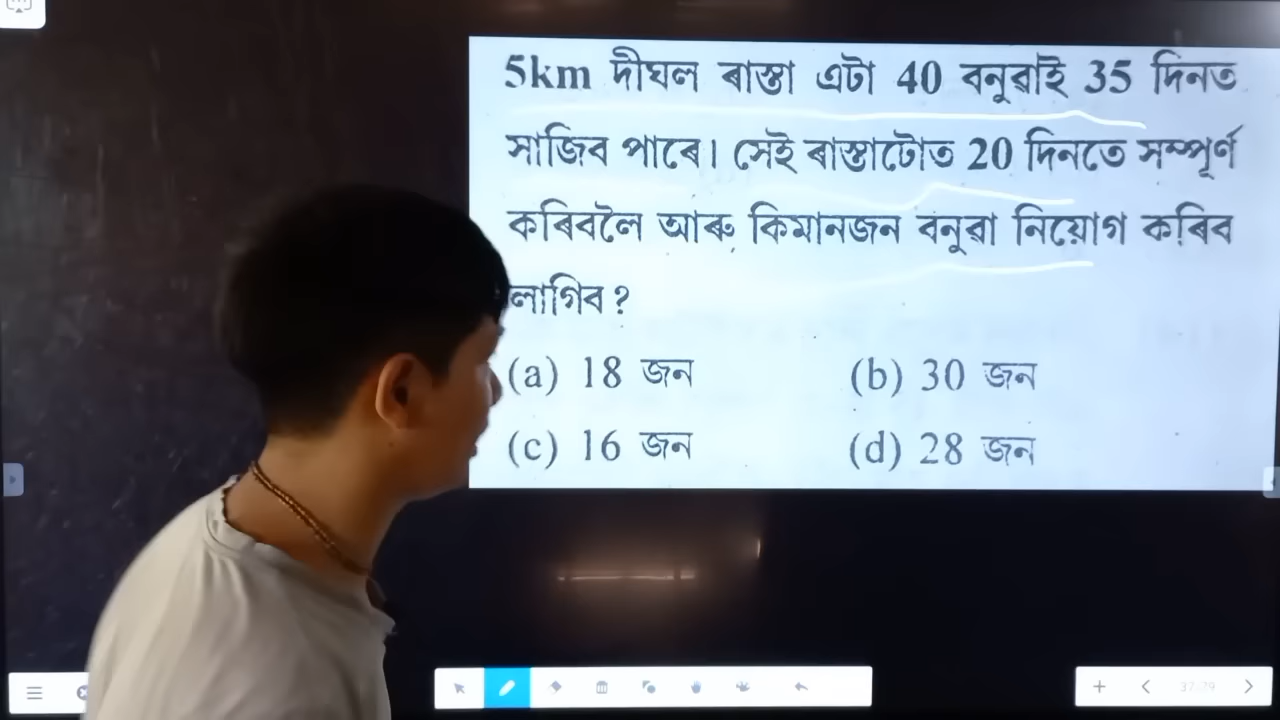 5km দীঘল ৰাস্তা এটা 40 বনুৱাই 35 দিনত
সাজিব পাৰে। সেই ৰাস্তাটোত 20 দিনতে সম্পূৰ্ণ
কৰিবলৈ আৰু কিমানজন বনুৱা নিয়োগ কৰিব
লাগিব ?
(a) 18 জন (b) 30 জন
(c) 16 জন (d) 28 জন